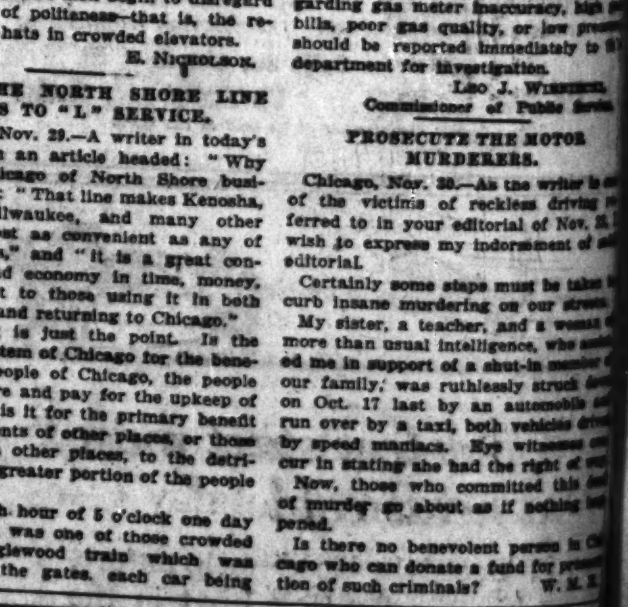 of politeness—that is, the re-
hats in crowded elevators.
E. NICHOLSON.
THE NORTH SHORE LINE
TO "L" SERVICE.
Nov. 29.—A writer in today's
an article headed: "Why
of North Shore busi-
"That line makes Kenosha,
and many other
as convenient as any of
and "it is a great con-
economy in time, money,
to those using it in both
and returning to Chicago."
is just the point. Is the
of Chicago for the bene-
of Chicago, the people
and pay for the upkeep of
is it for the primary benefit
of other places, or those
other places, to the detri-
greater portion of the people
hour of 5 o'clock one day
was one of those crowded
train which was
the gates, each car being
garding gas meter inaccuracy, high
bills, poor gas quality, or low
should be reported immediately to
department for investigation.
Leo J.
Commissioner of Public
PROSECUTE THE MOTOR
MURDERERS.
Chicago, Nov. 30.—As the writer is
of the victims of reckless driving
ferred to in your editorial of Nov.
wish to express my indorsement of
editorial.
Certainly some steps must be taken
curb insane murdering on our streets.
My sister, a teacher, and a woman of
more than usual intelligence, who
ed me in support of a shut-in member of
our family, was ruthlessly struck
on Oct. 17 last by an automobile
run over by a taxi, both vehicles
by speed maniacs. Eye witnesses
cur in stating she had the right of
Now, those who committed this
of murder go about as if nothing
pened.
Is there no benevolent person in
cago who can donate a fund for
tion of such criminals? W. M.